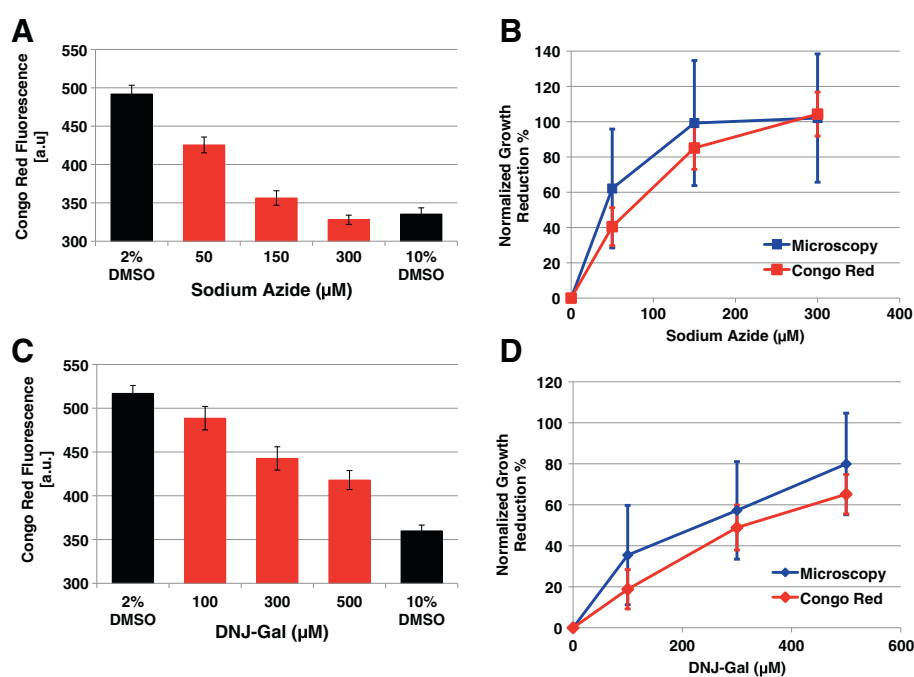 A
Congo Red Fluorescence
[a.u]
550
500
450
400
350
300
2%
DMSO
50
150
300
10%
DMSO
Sodium Azide (µM)
B
Normalized Growth
Reduction %
140
120
100
80
60
40
20
0
0
100
200
300
400
Microscopy
Congo Red
Sodium Azide (µM)
C
Congo Red Fluorescence
[a.u.]
550
500
450
400
350
300
2%
DMSO
100
300
500
10%
DMSO
DNJ-Gal (µM)
D
Normalized Growth
Reduction %
120
100
80
60
40
20
0
0
200
400
600
Microscopy
Congo Red
DNJ-Gal (µM)